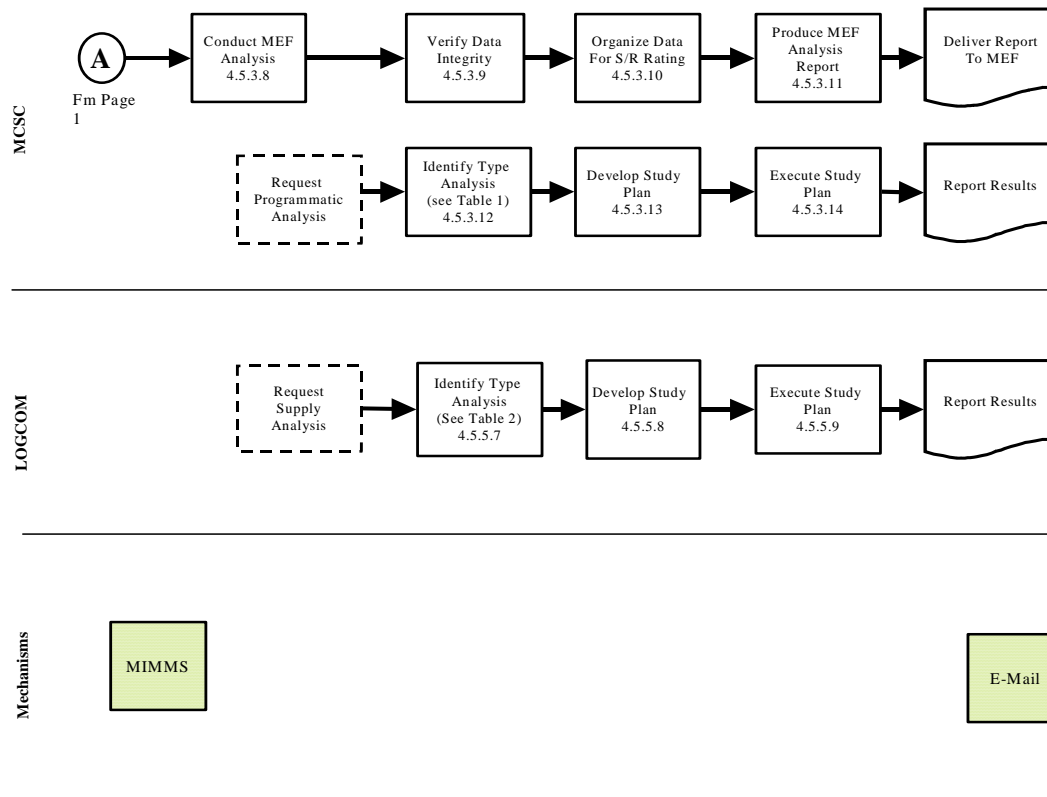 MCSC
A
Fm Page
1
Conduct MEF
Analysis
4.5.3.8
Verify Data
Integrity
4.5.3.9
Organize Data
For S/R Rating
4.5.3.10
Produce MEF
Analysis
Report
4.5.3.11
Deliver Report
To MEF
Request
Programmatic
Analysis
Identify Type
Analysis
(see Table 1)
4.5.3.12
Develop Study
Plan
4.5.3.13
Execute Study
Plan
4.5.3.14
Report Results
LOGCOM
Request
Supply
Analysis
Identify Type
Analysis
(See Table 2)
4.5.5.7
Develop Study
Plan
4.5.5.8
Execute Study
Plan
4.5.5.9
Report Results
Mechanisms
MIMMS
E-Mail